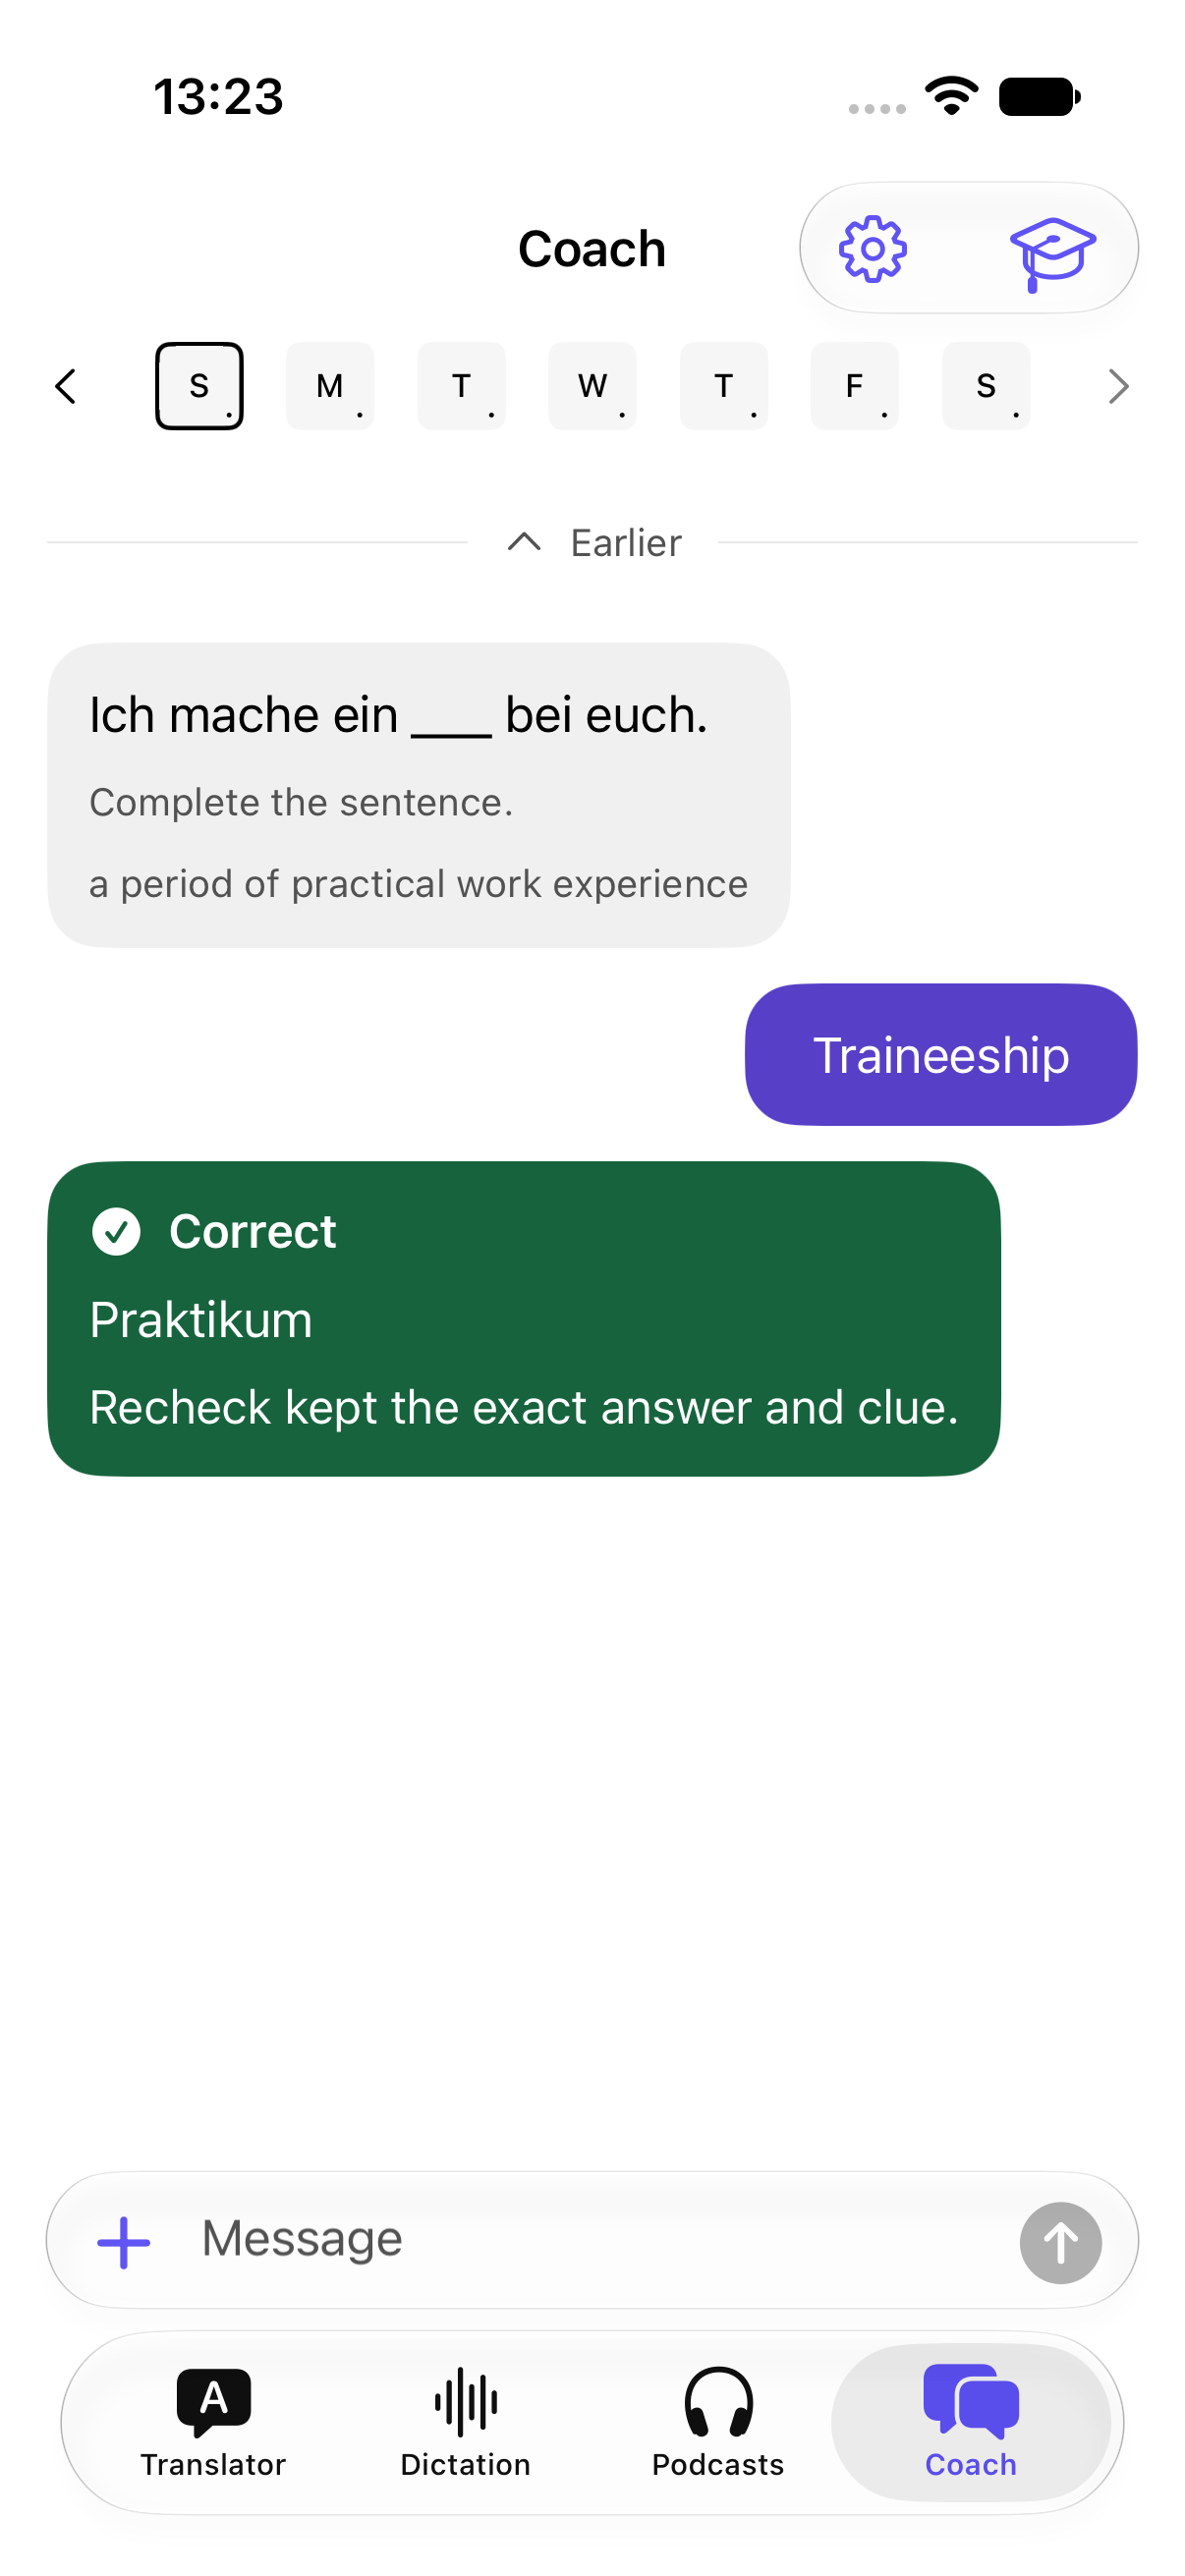 13:23
Coach
S. M. T. W. T. F. S.
Earlier
Ich mache ein ____ bei euch.
Complete the sentence.
a period of practical work experience
Traineeship
Correct
Praktikum
Recheck kept the exact answer and clue.
Message
A
Translator Dictation Podcasts Coach